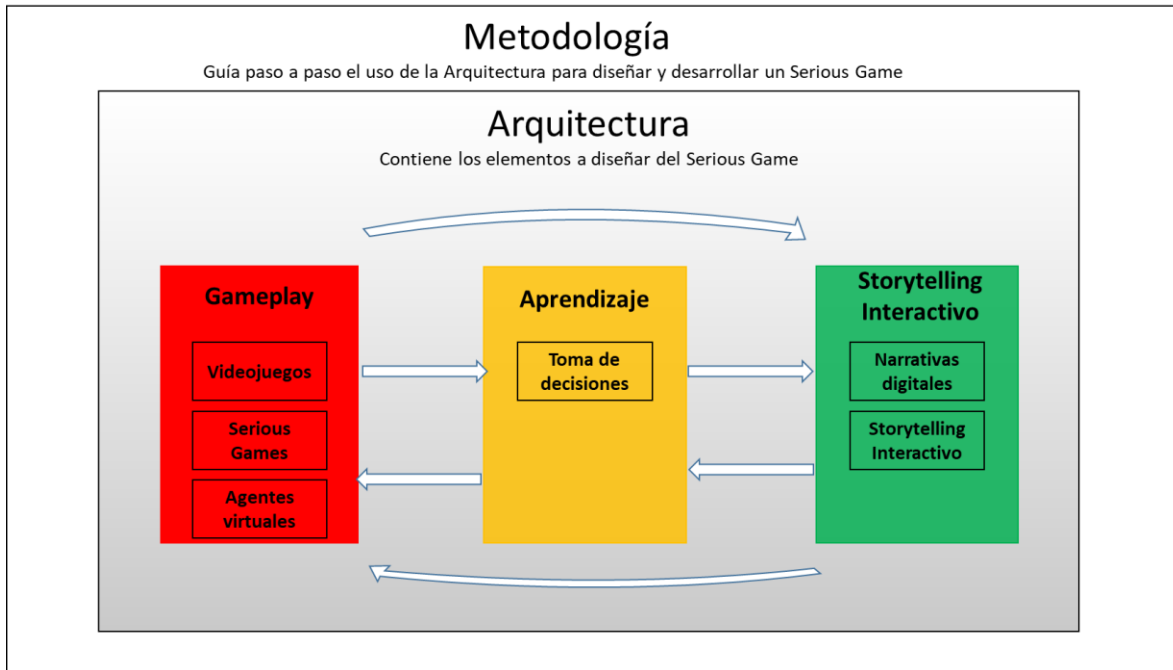 Metodología
Guía paso a paso el uso de la Arquitectura para diseñar y desarrollar un Serious Game
Arquitectura
Contiene los elementos a diseñar del Serious Game
Gameplay
Videojuegos
Serious
Games
Agentes
virtuales
Aprendizaje
Toma de
decisiones
Storytelling
Interactivo
Narrativas
digitales
Storytelling
Interactivo